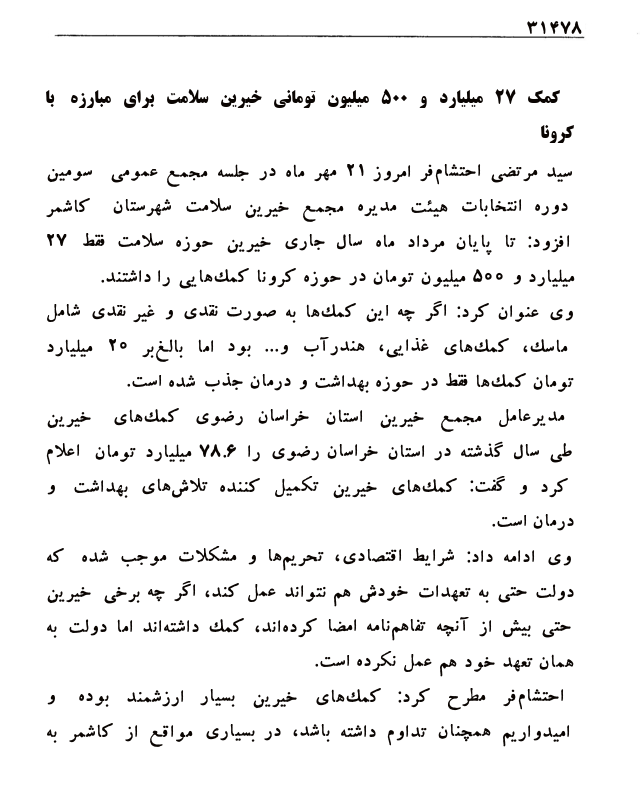 ۳۱۴۷۸
کمک ۲۷ میلیارد و ۵۰۰ میلیون تومانی خیرین سلامت برای مبارزه با
کرونا
سید مرتضی احتشام‌فر امروز ۲۱ مهر ماه در جلسه مجمع عمومی سومین
دوره انتخابات هیئت مدیره مجمع خیرین سلامت شهرستان کاشمر
افزود: تا پایان مرداد ماه سال جاری خیرین حوزه سلامت فقط ۲۷
میلیارد و ۵۰۰ میلیون تومان در حوزه کرونا کمک‌هایی را داشتند.
وی عنوان کرد: اگر چه این کمک‌ها به صورت نقدی و غیر نقدی شامل
ماسک، کمک‌های غذایی، هندرآب و... بود اما بالغ‌بر ۲۰ میلیارد
تومان کمک‌ها فقط در حوزه بهداشت و درمان جذب شده است.
مدیرعامل مجمع خیرین استان خراسان رضوی کمک‌های خیرین
طی سال گذشته در استان خراسان رضوی را ۷۸.۶ میلیارد تومان اعلام
کرد و گفت: کمک‌های خیرین تکمیل کننده تلاش‌های بهداشت و
درمان است.
وی ادامه داد: شرایط اقتصادی، تحریم‌ها و مشکلات موجب شده که
دولت حتی به تعهدات خودش هم نتواند عمل کند، اگر چه برخی خیرین
حتی بیش از آنچه تفاهم‌نامه امضا کرده‌اند، کمک داشته‌اند اما دولت به
همان تعهد خود هم عمل نکرده است.
احتشام‌فر مطرح کرد: کمک‌های خیرین بسیار ارزشمند بوده و
امیدواریم همچنان تداوم داشته باشد، در بسیاری مواقع از کاشمر به